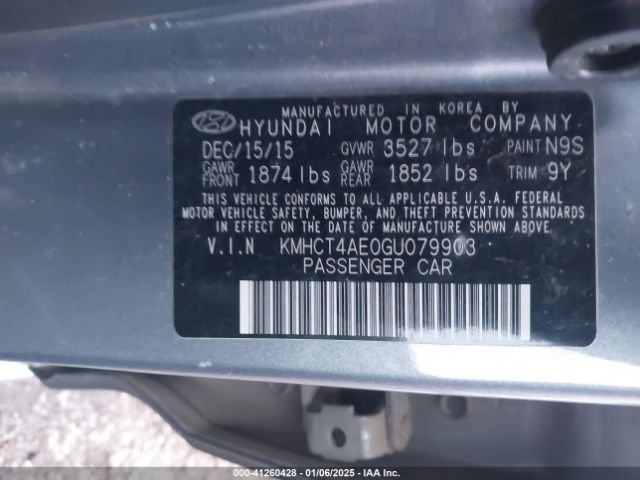 MANUFACTURED IN KOREA BY
HYUNDAI MOTOR COMPANY
DEC/15/15 GVWR 3527 lbs PAINT N9S
GAWR FRONT 1874 lbs GAWR REAR 1852 lbs TRIM 9Y
THIS VEHICLE CONFORMS TO ALL APPLICABLE U.S.A. FEDERAL
MOTOR VEHICLE SAFETY, BUMPER, AND THEFT PREVENTION
STANDARDS IN EFFECT ON THE DATE OF MANUFACTURE SHOWN ABOVE.
V.I.N KMHCT4AE0GU079903
PASSENGER CAR
000-41260428 - 01/06/2025 - IAA Inc.